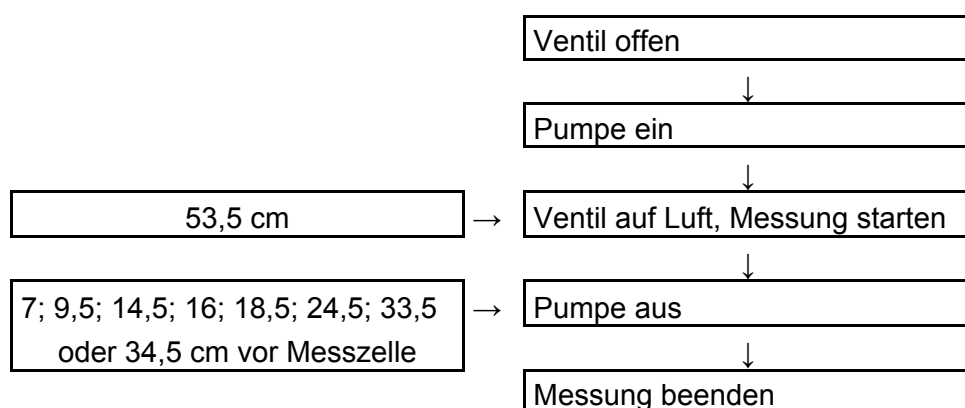 Ventil offen
↓
Pumpe ein
↓
53,5 cm → Ventil auf Luft, Messung starten
↓
7; 9,5; 14,5; 16; 18,5; 24,5; 33,5 → Pumpe aus
oder 34,5 cm vor Messzelle
↓
Messung beenden